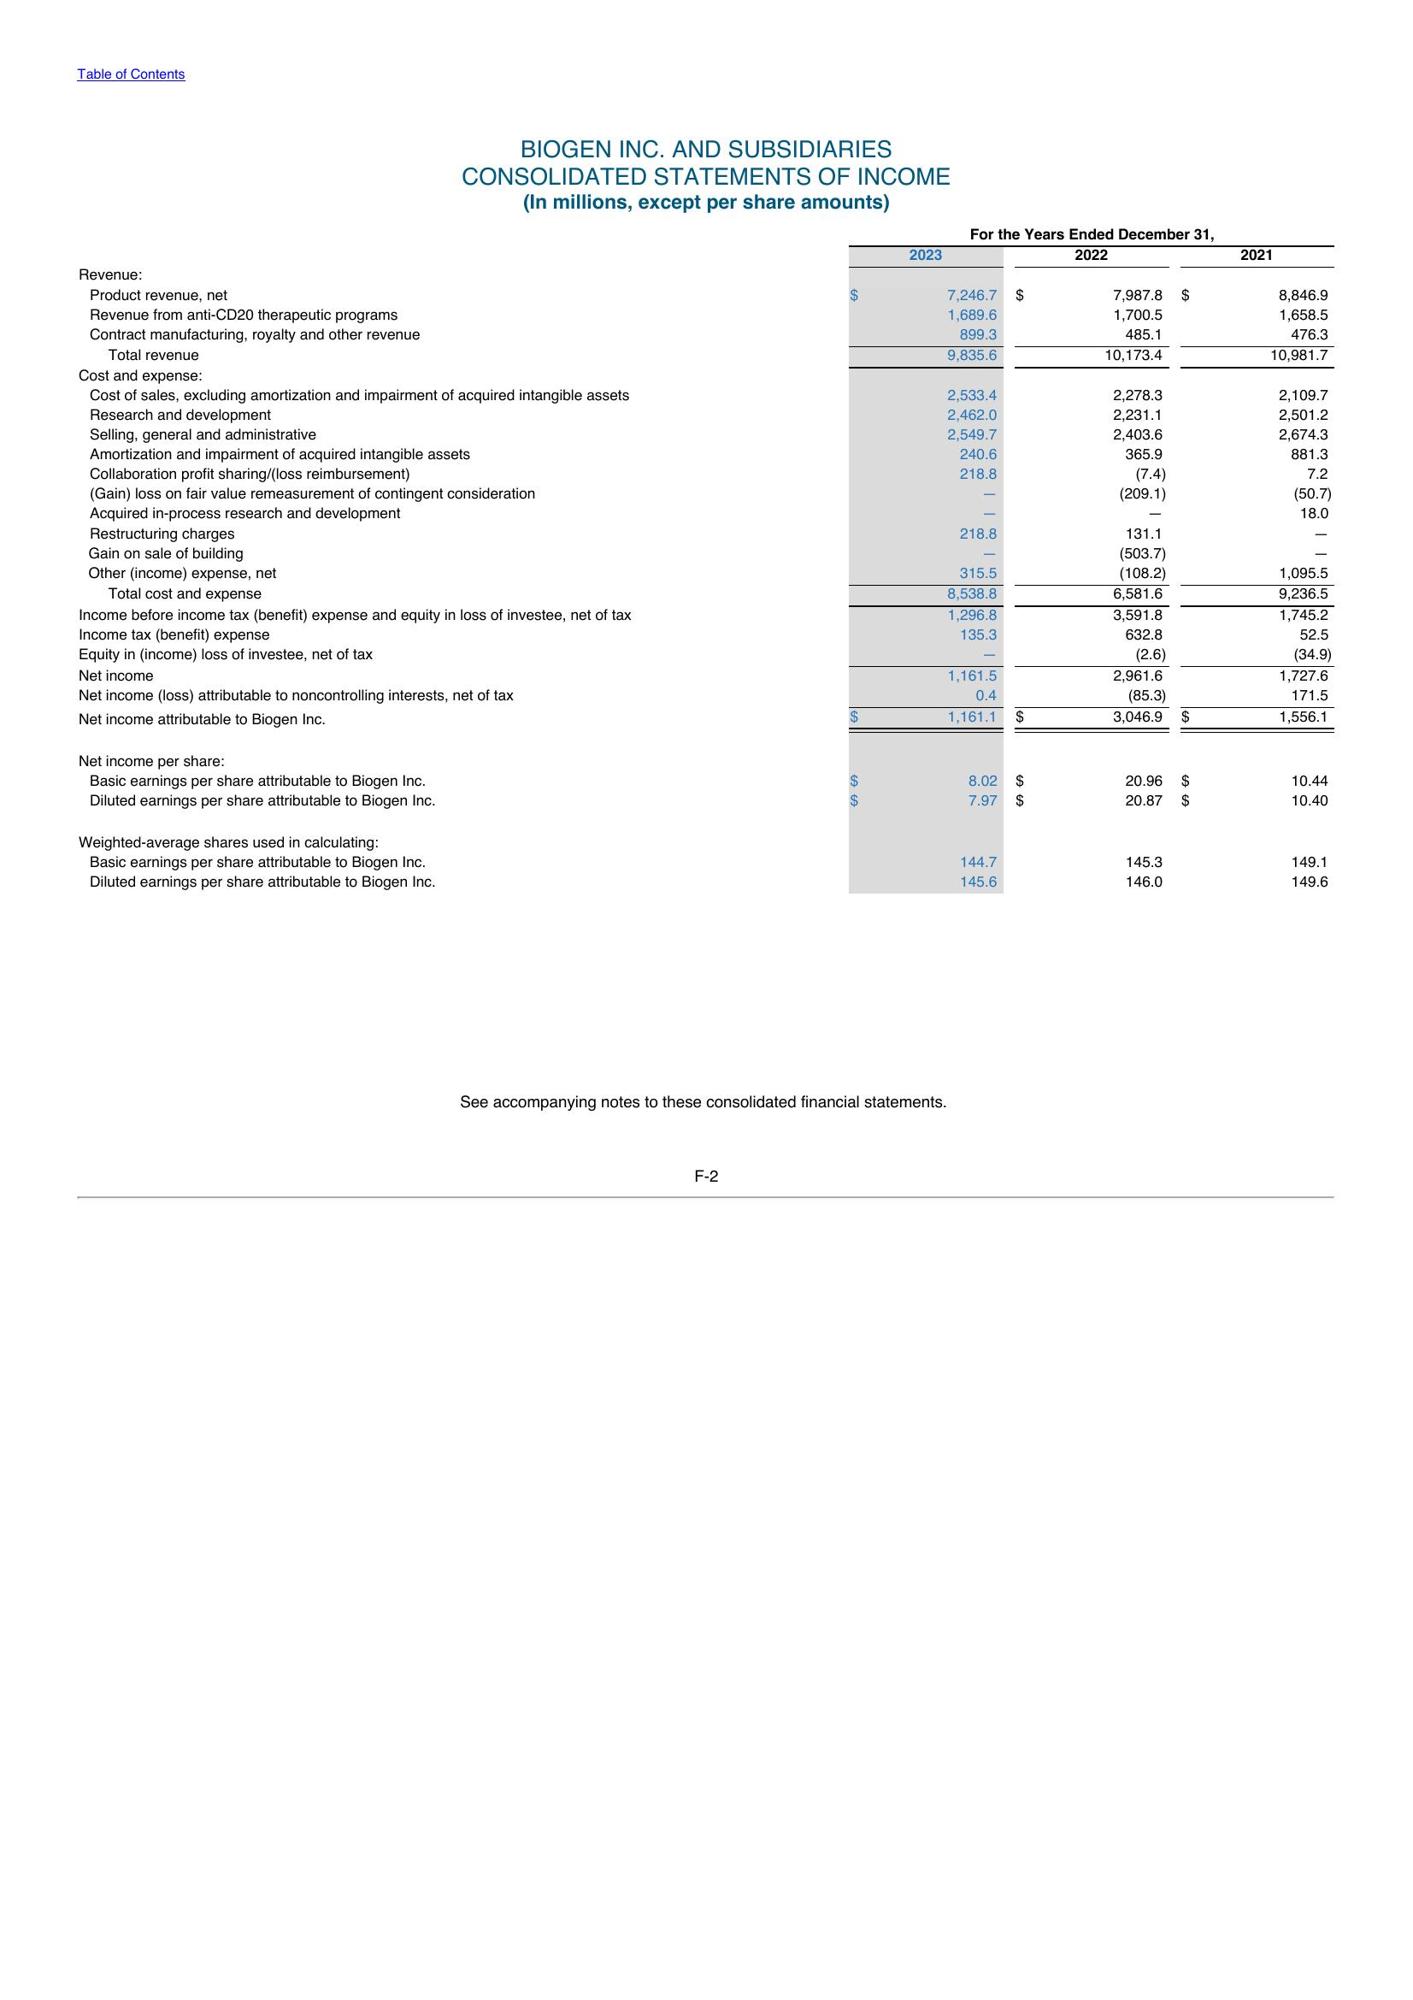 Table of Contents
BIOGEN INC. AND SUBSIDIARIES
CONSOLIDATED STATEMENTS OF INCOME
(In millions, except per share amounts)
For the Years Ended December 31,
2023 2022 2021
Revenue:
Product revenue, net $ 7,246.7 $ 7,987.8 $ 8,846.9
Revenue from anti-CD20 therapeutic programs 1,689.6 1,700.5 1,658.5
Contract manufacturing, royalty and other revenue 899.3 485.1 476.3
Total revenue 9,835.6 10,173.4 10,981.7
Cost and expense:
Cost of sales, excluding amortization and impairment of acquired intangible assets 2,533.4 2,278.3 2,109.7
Research and development 2,462.0 2,231.1 2,501.2
Selling, general and administrative 2,549.7 2,403.6 2,674.3
Amortization and impairment of acquired intangible assets 240.6 365.9 881.3
Collaboration profit sharing/(loss reimbursement) 218.8 (7.4) 7.2
(Gain) loss on fair value remeasurement of contingent consideration — (209.1) (50.7)
Acquired in-process research and development — — 18.0
Restructuring charges 218.8 131.1 —
Gain on sale of building — (503.7) —
Other (income) expense, net 315.5 (108.2) 1,095.5
Total cost and expense 8,538.8 6,581.6 9,236.5
Income before income tax (benefit) expense and equity in loss of investee, net of tax 1,296.8 3,591.8 1,745.2
Income tax (benefit) expense 135.3 632.8 52.5
Equity in (income) loss of investee, net of tax — (2.6) (34.9)
Net income 1,161.5 2,961.6 1,727.6
Net income (loss) attributable to noncontrolling interests, net of tax 0.4 (85.3) 171.5
Net income attributable to Biogen Inc. $ 1,161.1 $ 3,046.9 $ 1,556.1
Net income per share:
Basic earnings per share attributable to Biogen Inc. $ 8.02 $ 20.96 $ 10.44
Diluted earnings per share attributable to Biogen Inc. $ 7.97 $ 20.87 $ 10.40
Weighted-average shares used in calculating:
Basic earnings per share attributable to Biogen Inc. 144.7 145.3 149.1
Diluted earnings per share attributable to Biogen Inc. 145.6 146.0 149.6
See accompanying notes to these consolidated financial statements.
F-2